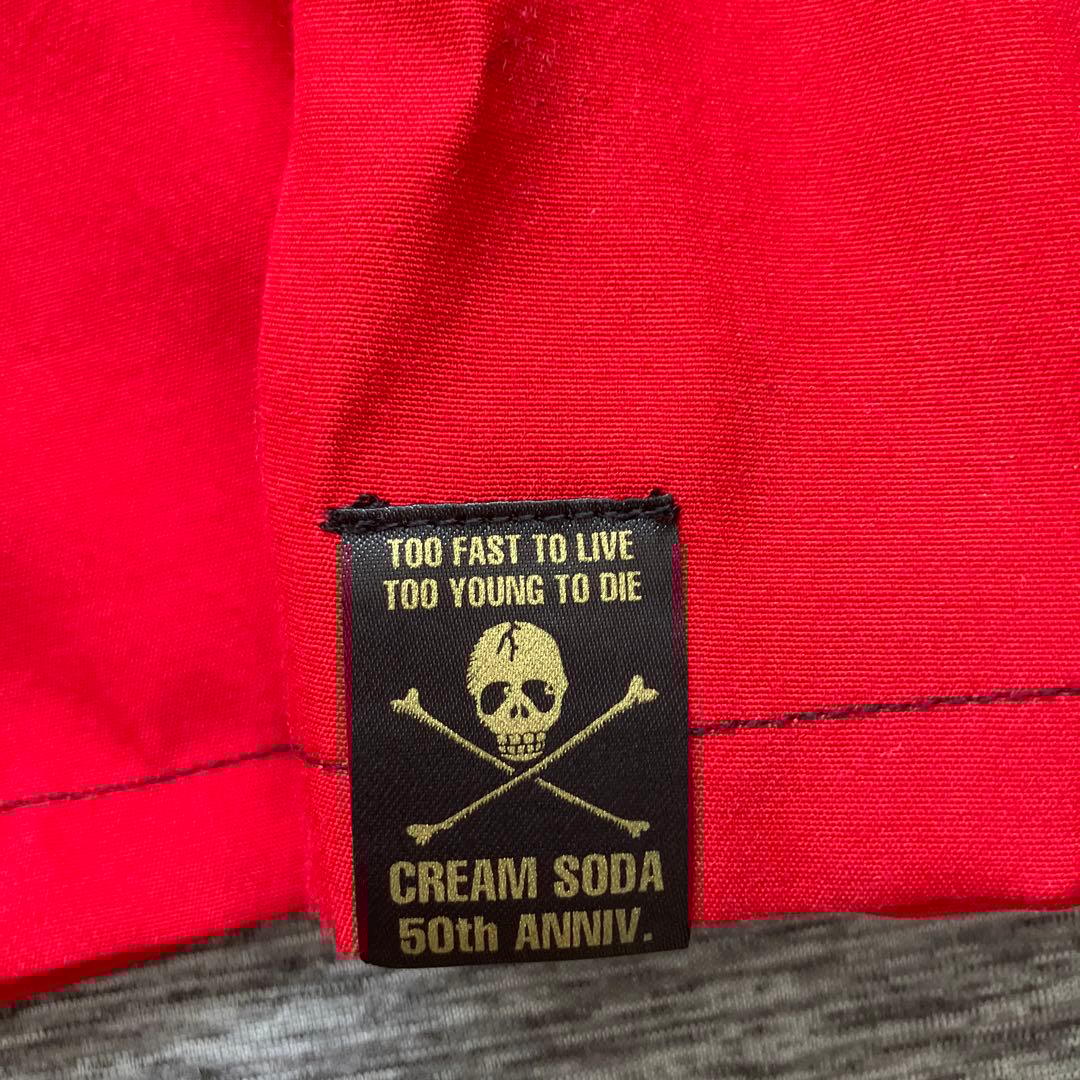 TOO FAST TO LIVE
TOO YOUNG TO DIE
CREAM SODA
50th ANNIV.